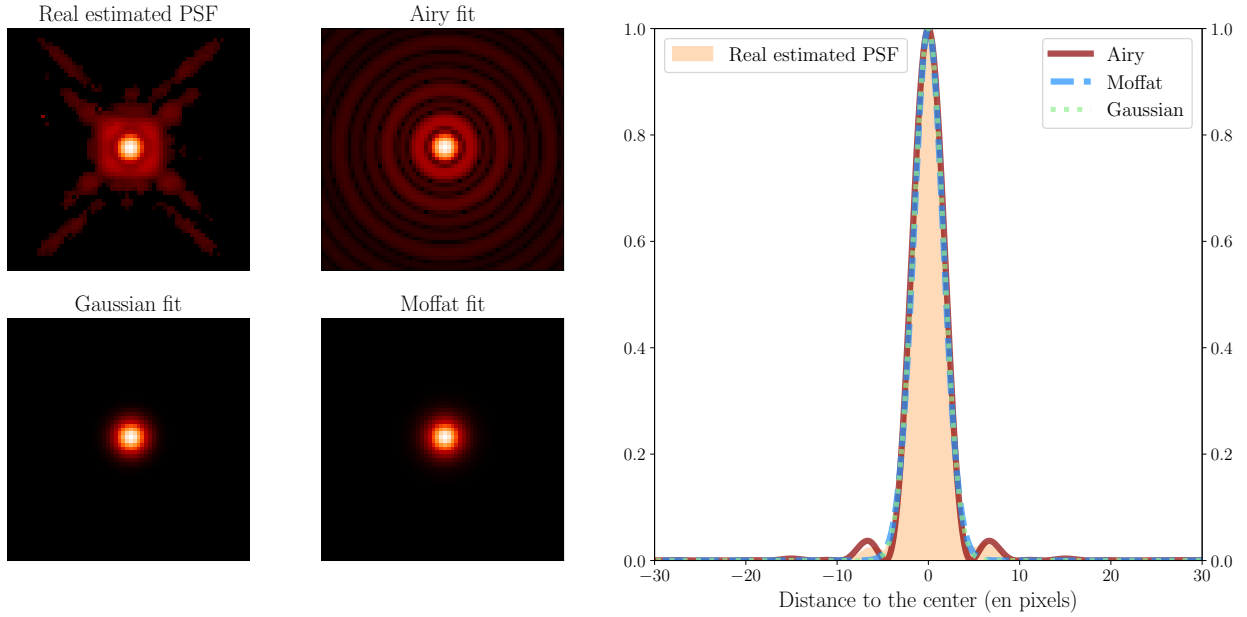 Real estimated PSF
Airy fit
Gaussian fit
Moffat fit
Real estimated PSF
Airy
Moffat
Gaussian
1.0
0.8
0.6
0.4
0.2
0.0
1.0
0.8
0.6
0.4
0.2
0.0
−30 −20 −10 0 10 20 30
Distance to the center (en pixels)